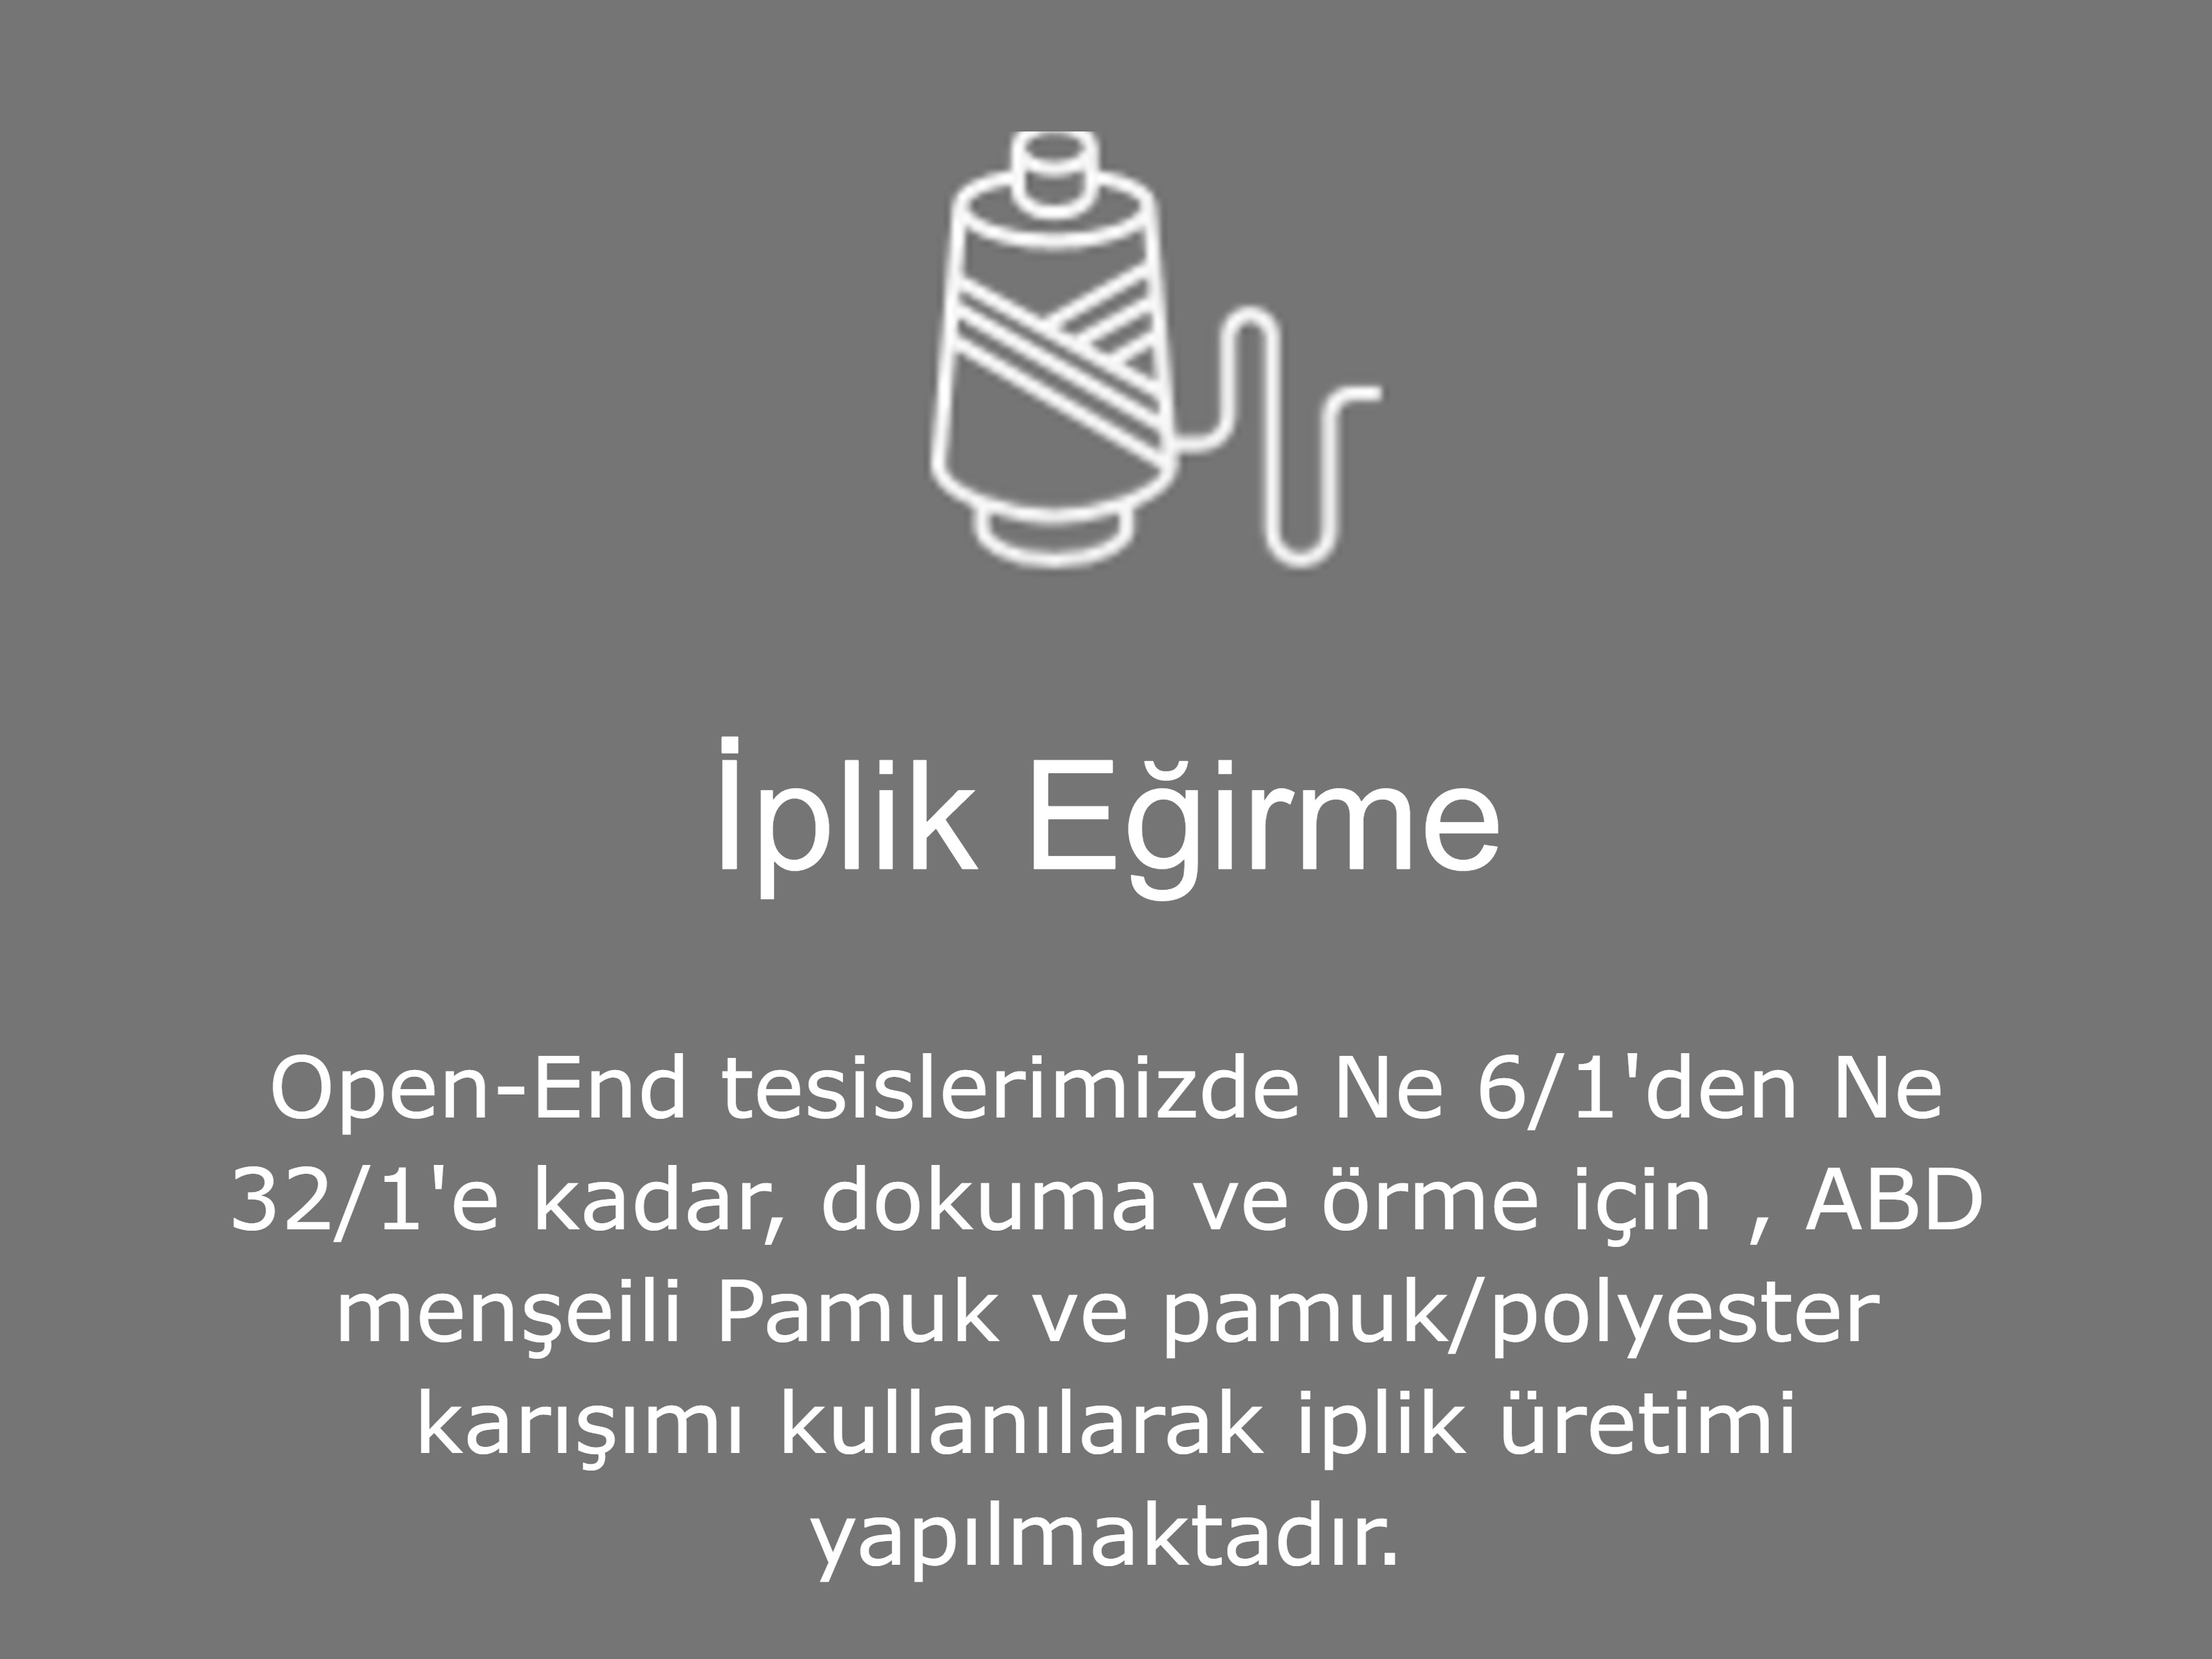 İplik Eğirme
Open-End tesislerimizde Ne 6/1'den Ne
32/1'e kadar, dokuma ve örme için , ABD
menşeili Pamuk ve pamuk/polyester
karışımı kullanılarak iplik üretimi
yapılmaktadır.